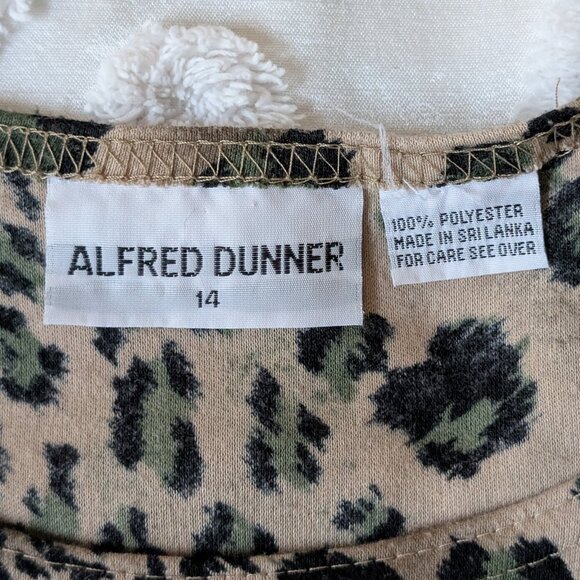 ALFRED DUNNER
14
100% POLYESTER
MADE IN SRI LANKA
FOR CARE SEE OVER